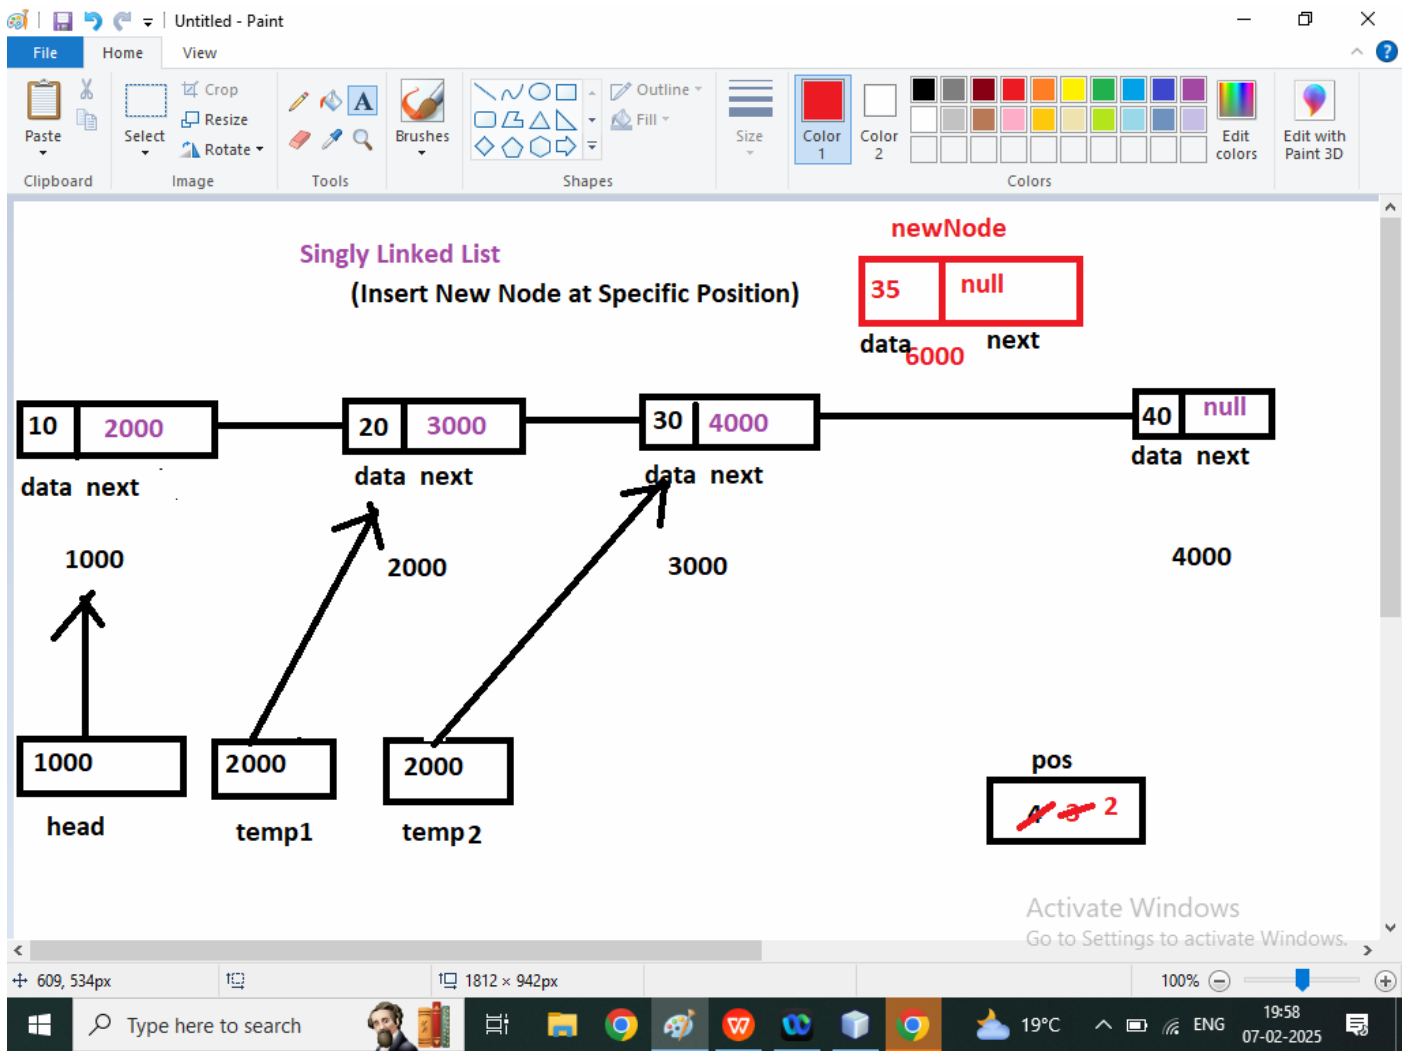 Untitled - Paint
File Home View
Paste
Clipboard
Select
Crop
Resize
Rotate
Image
A
Tools
Brushes
Outline
Fill
Shapes
Size
Color 1
Color 2
Edit colors
Colors
Edit with Paint 3D
newNode
Singly Linked List
(Insert New Node at Specific Position)
35 null
data 6000 next
10 2000
20 3000
30 4000
40 null
data next
data next
data next
data next
1000
2000
3000
4000
1000
2000
2000
head
temp1
temp2
pos
4 3 2
Activate Windows
Go to Settings to activate Windows.
609, 534px
1812 × 942px
100%
Type here to search
19°C
ENG
19:58
07-02-2025